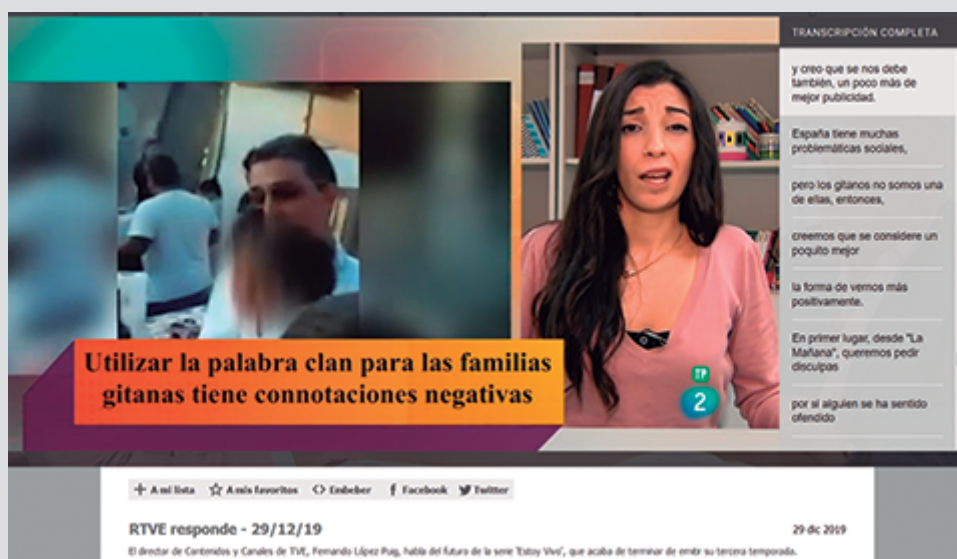 TRANSCRIPCIÓN COMPLETA
y creo que se nos debe
también, un poco más de
mejor publicidad.
España tiene muchas
problemáticas sociales,
pero los gitanos no somos una
de ellas, entonces,
creemos que se considere un
poquito mejor
la forma de vernos más
positivamente.
En primer lugar, desde "La
Mañana", queremos pedir
disculpas
por si alguien se ha sentido
ofendido
Utilizar la palabra clan para las familias
gitanas tiene connotaciones negativas
TP
2
A mi lista A mis favoritos Embeber Facebook Twitter
RTVE responde - 29/12/19 29 dic 2019
El director de Contenidos y Canales de TVE, Fernando López Puig, habla del futuro de la serie 'Estoy Vivo', que acaba de terminar de emitir su tercera temporada.